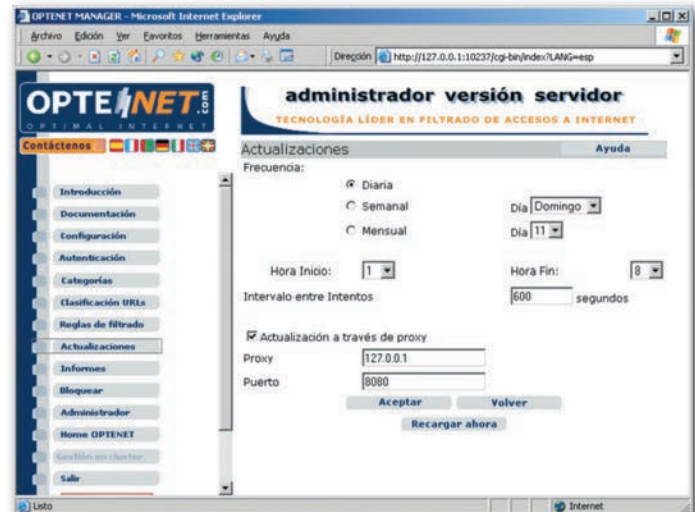 OPTENET MANAGER - Microsoft Internet Explorer
Archivo Edición Ver Favoritos Herramientas Ayuda
Dirección http://127.0.0.1:10237/cgi-bin/index?LANG=esp
OPTENET.com
OPTIMAL INTERNET
administrador versión servidor
TECNOLOGÍA LÍDER EN FILTRADO DE ACCESOS A INTERNET
Contáctenos
Introducción
Documentación
Configuración
Autenticación
Categorías
Clasificación URLs
Reglas de filtrado
Actualizaciones
Informes
Bloquear
Administrador
Home OPTENET
Gestión en cluster
Salir
Actualizaciones Ayuda
Frecuencia:
Diaria
Semanal Día Domingo
Mensual Día 11
Hora Inicio: 1 Hora Fin: 8
Intervalo entre Intentos 600 segundos
Actualización a través de proxy
Proxy 127.0.0.1
Puerto 8080
Aceptar Volver
Recargar ahora
Listo Internet